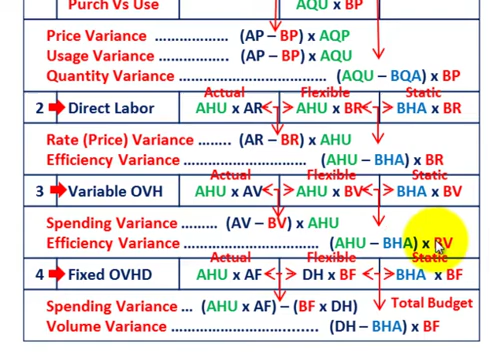 Purch Vs Use AQU x BP
Price Variance .................. (AP – BP) x AQP
Usage Variance ................. (AP – BP) x AQU
Quantity Variance .................................... (AQU – BQA) x BP
Actual Flexible Static
2 Direct Labor AHU x AR <-> AHU x BR <-> BHA x BR
Rate (Price) Variance ........ (AR – BR) x AHU
Efficiency Variance ................................ (AHU – BHA) x BR
Actual Flexible Static
3 Variable OVH AHU x AV <-> AHU x BV <-> BHA x BV
Spending Variance ......... (AV – BV) x AHU
Efficiency Variance ................................. (AHU – BHA) x BV
Actual Flexible Static
4 Fixed OVHD AHU x AF <-> DH x BF <-> BHA x BF
Spending Variance ... (AHU x AF) – (BF x DH) Total Budget
Volume Variance .................................. (DH – BHA) x BF